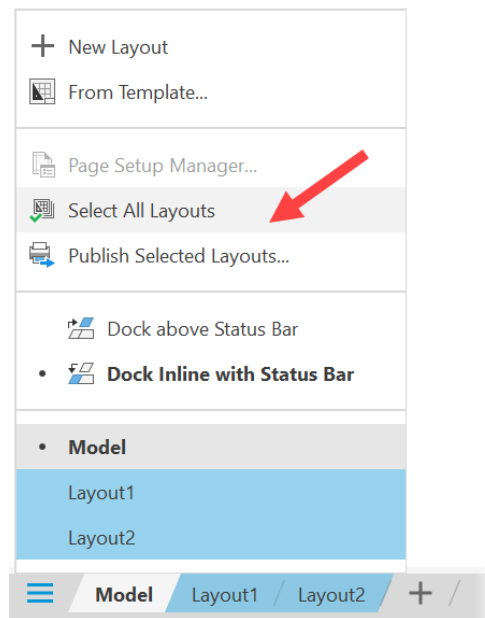 New Layout
From Template...
Page Setup Manager...
Select All Layouts
Publish Selected Layouts...
Dock above Status Bar
Dock Inline with Status Bar
Model
Layout1
Layout2
Model Layout1 Layout2